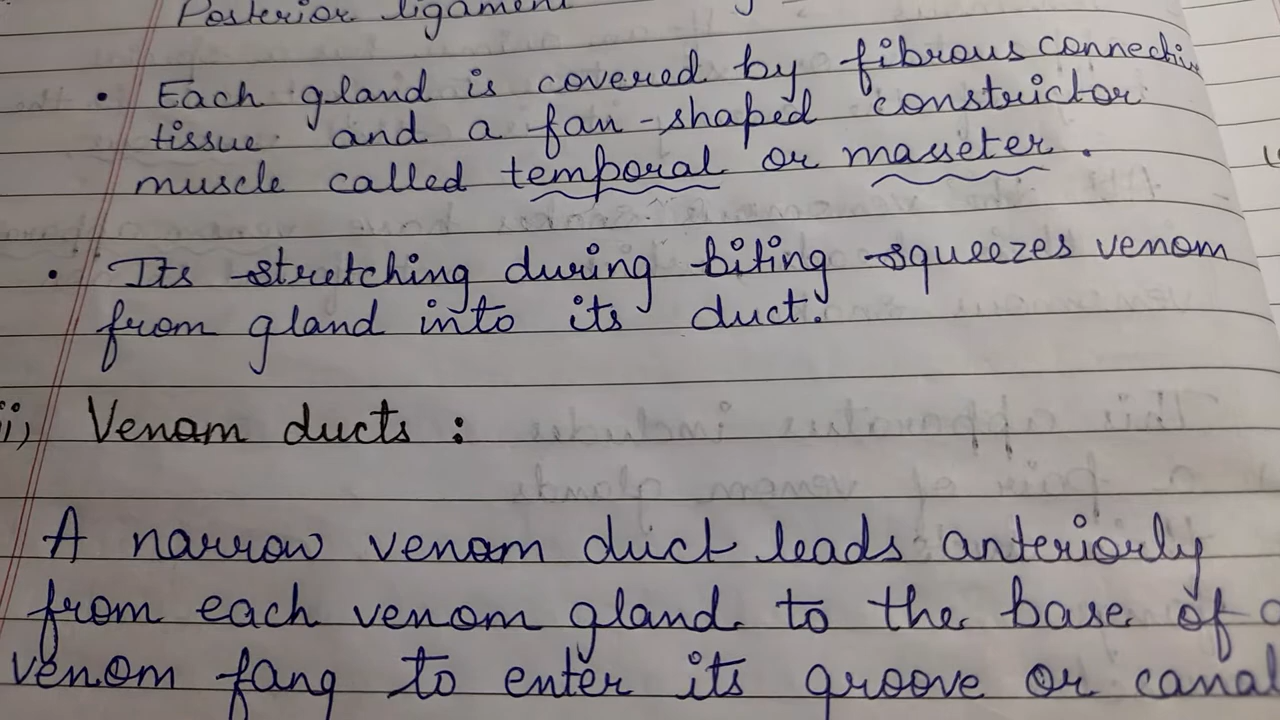 Posterior ligament
• Each gland is covered by fibrous connectiv
tissue and a fan-shaped constrictor
muscle called temporal or masseter.
• Its stretching during biting squeezes venom
from gland into its duct.
ii) Venom ducts :
A narrow venom duct leads anteriorly
from each venom gland to the base of a
venom fang to enter its groove or canal